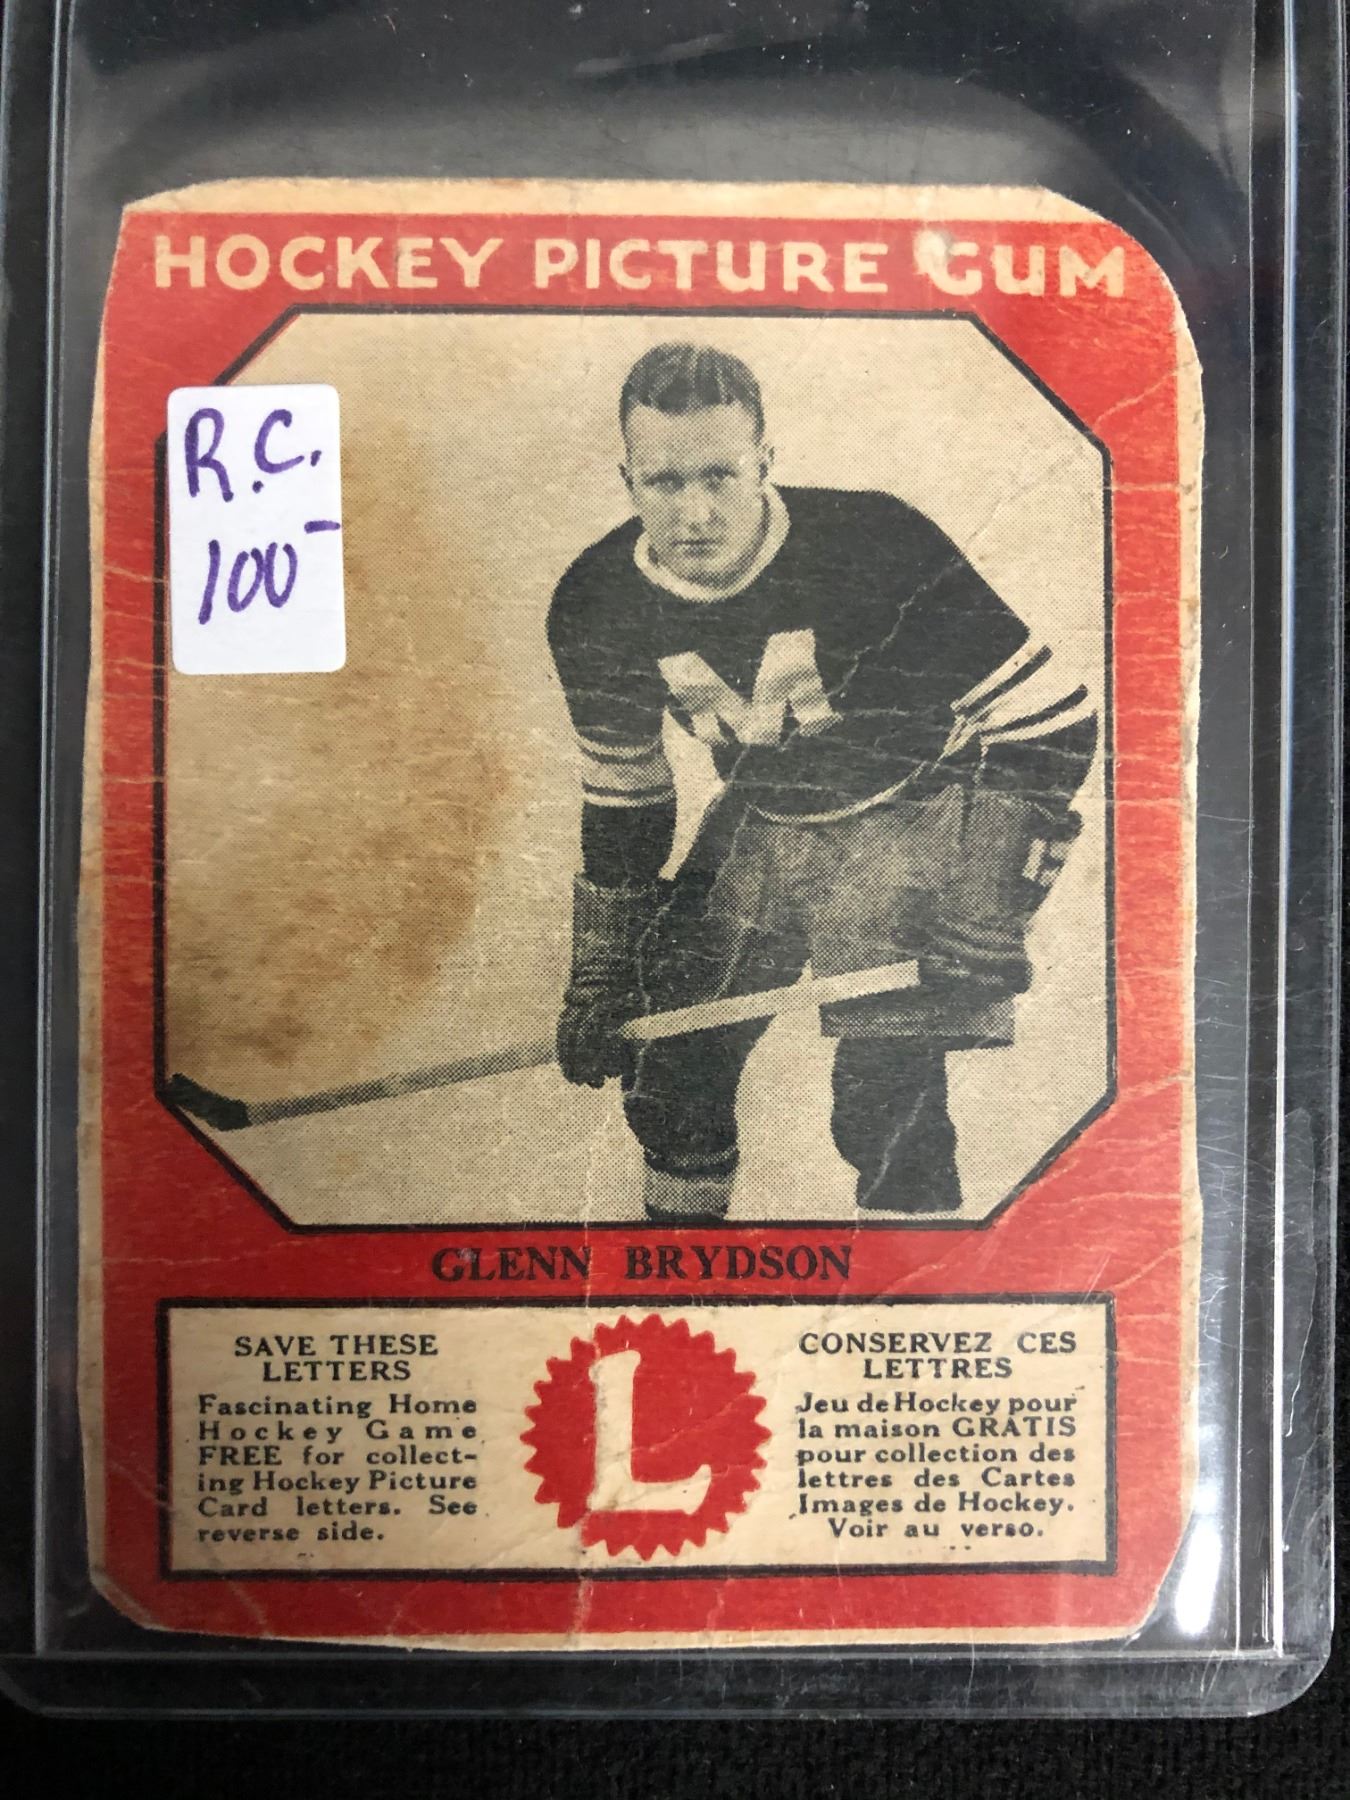 HOCKEY PICTURE GUM
R.C.
100-
M
GLENN BRYDSON
SAVE THESE
LETTERS
Fascinating Home
Hockey Game
FREE for collect-
ing Hockey Picture
Card letters. See
reverse side.
L
CONSERVEZ CES
LETTRES
Jeu de Hockey pour
la maison GRATIS
pour collection des
lettres des Cartes
Images de Hockey.
Voir au verso.